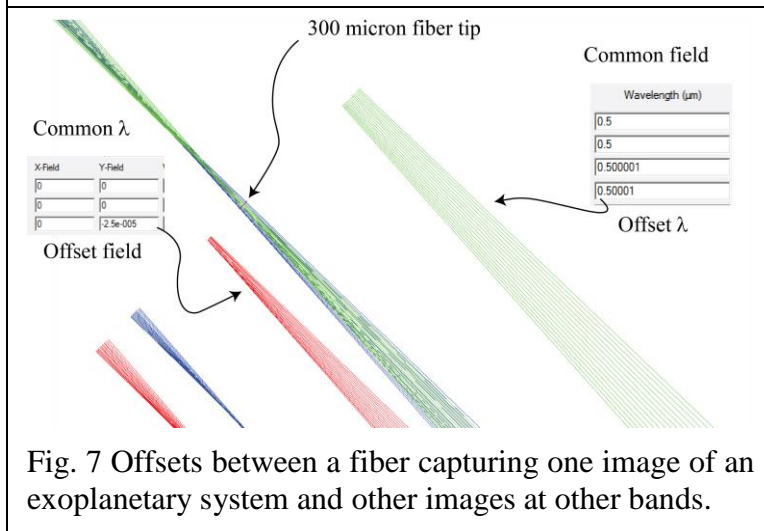 300 micron fiber tip
Common field
Wavelength (µm)
0.5
0.5
0.500001
0.50001
Offset λ
Common λ
X-Field Y-Field
0 0
0 0
0 -2.5e-005
Offset field
Fig. 7 Offsets between a fiber capturing one image of an
exoplanetary system and other images at other bands.